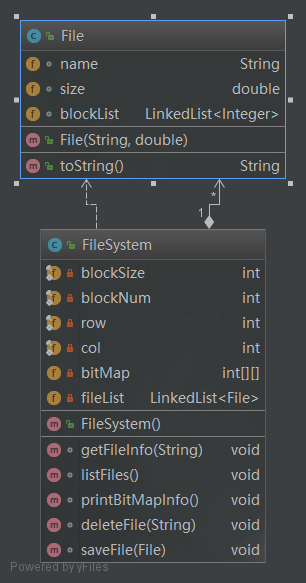 File
name String
size double
blockList LinkedList<Integer>
File(String, double)
toString() String
1 *
FileSystem
blockSize int
blockNum int
row int
col int
bitMap int[][]
fileList LinkedList<File>
FileSystem()
getFileInfo(String) void
listFiles() void
printBitMapInfo() void
deleteFile(String) void
saveFile(File) void
Powered by yFiles